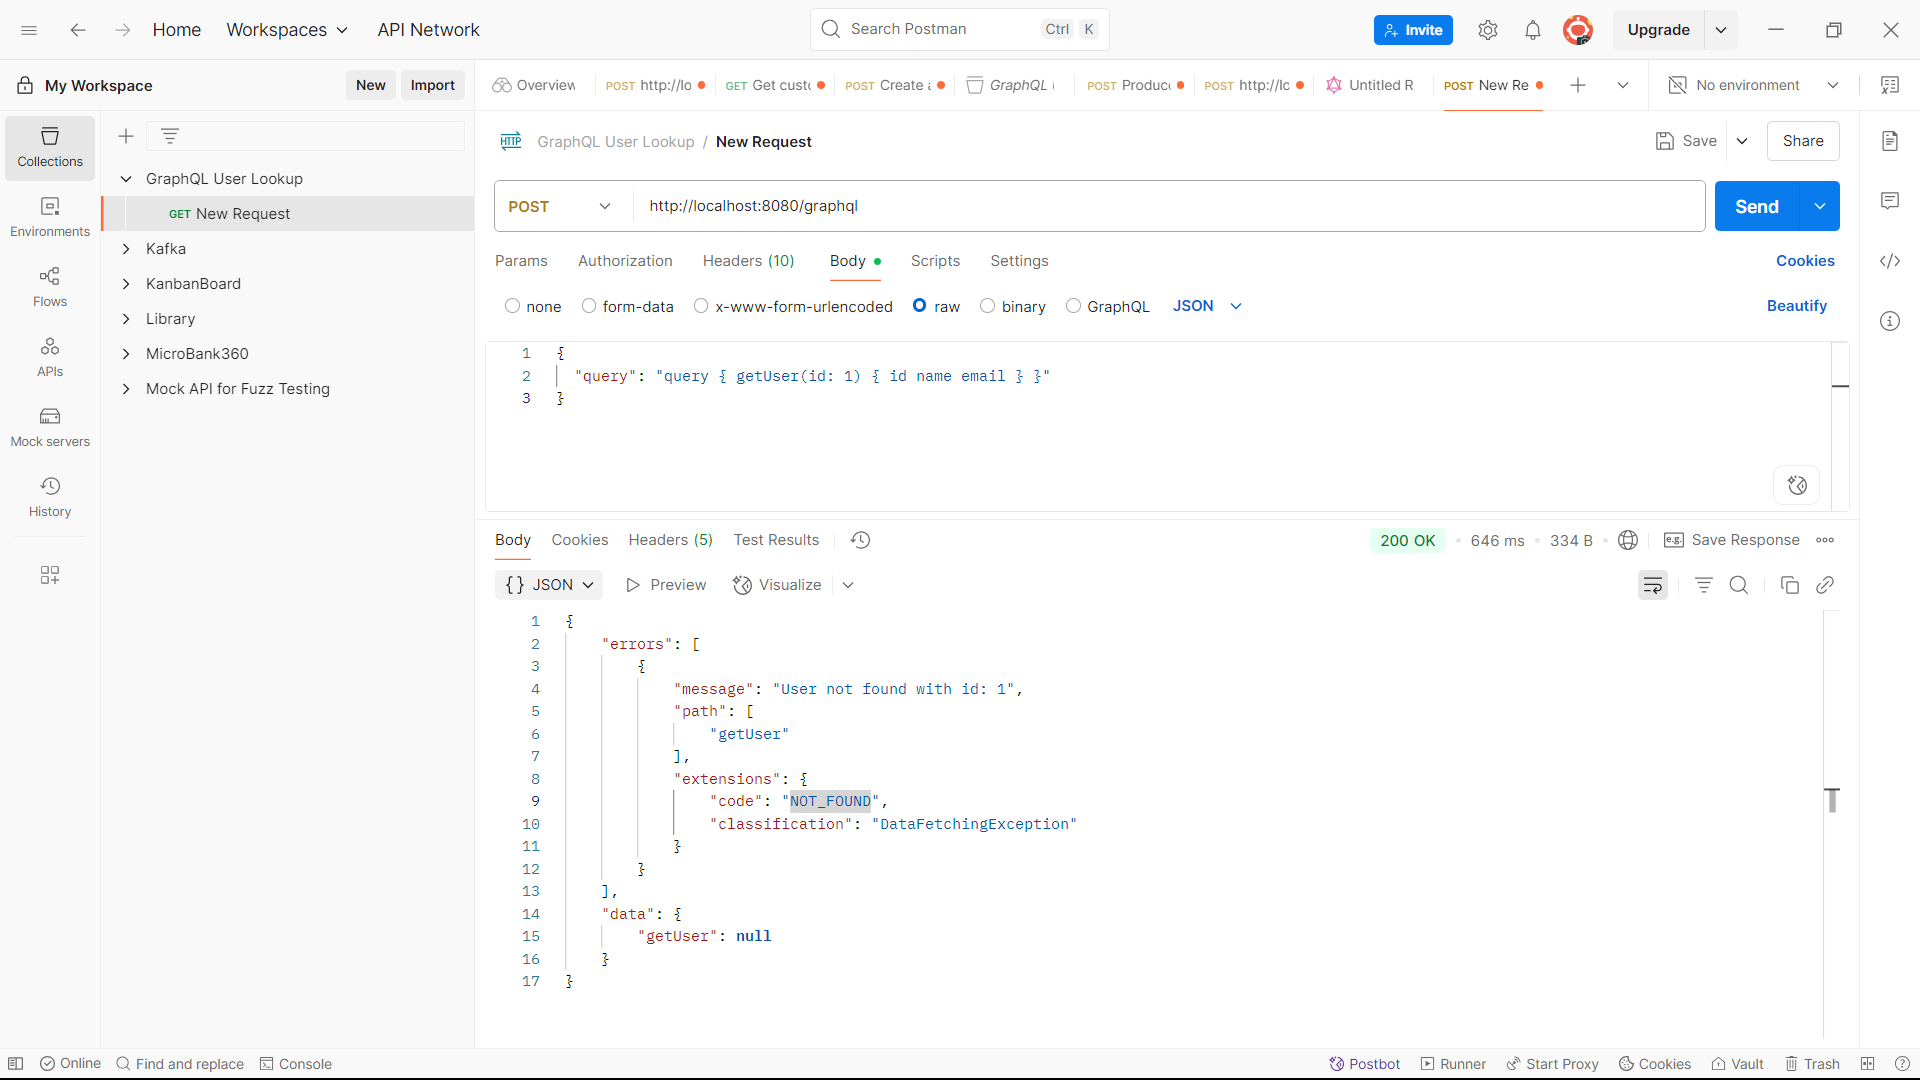 Home Workspaces API Network Search Postman Ctrl K Invite Upgrade
My Workspace New Import Overview POST http://lo GET Get custo POST Create a GraphQL POST Produc POST http://lo Untitled R POST New Re No environment
Collections
Environments
Flows
APIs
Mock servers
History
GraphQL User Lookup
GET New Request
Kafka
KanbanBoard
Library
MicroBank360
Mock API for Fuzz Testing
HTTP GraphQL User Lookup / New Request Save Share
POST http://localhost:8080/graphql Send
Params Authorization Headers (10) Body Scripts Settings Cookies
none form-data x-www-form-urlencoded raw binary GraphQL JSON Beautify
1 {
2 "query": "query { getUser(id: 1) { id name email } }"
3 }
Body Cookies Headers (5) Test Results 200 OK 646 ms 334 B e.g. Save Response
{} JSON Preview Visualize
1 {
2 "errors": [
3 {
4 "message": "User not found with id: 1",
5 "path": [
6 "getUser"
7 ],
8 "extensions": {
9 "code": "NOT_FOUND",
10 "classification": "DataFetchingException"
11 }
12 }
13 ],
14 "data": {
15 "getUser": null
16 }
17 }
Online Find and replace Console Postbot Runner Start Proxy Cookies Vault Trash